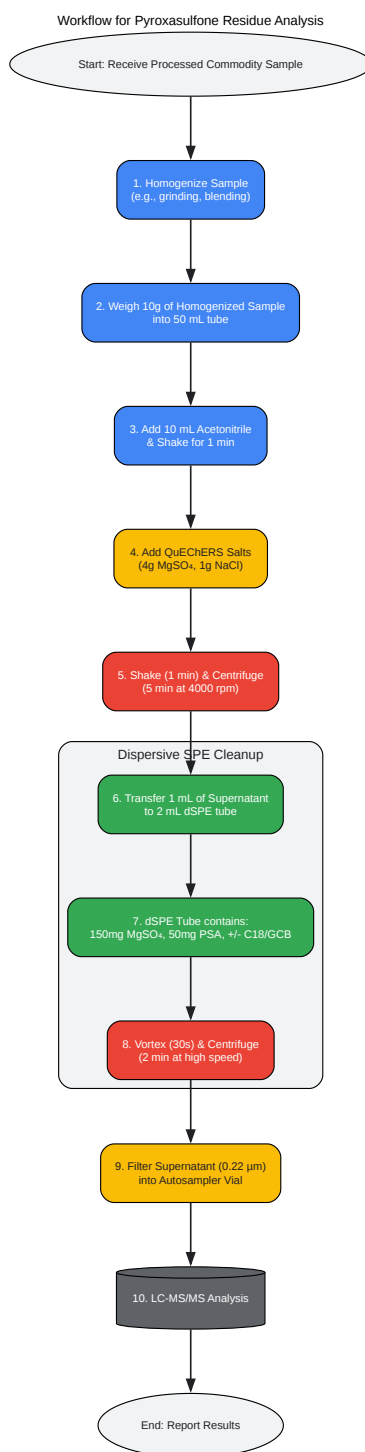 Workflow for Pyroxasulfone Residue Analysis
Start: Receive Processed Commodity Sample
1. Homogenize Sample
(e.g., grinding, blending)
2. Weigh 10g of Homogenized Sample
into 50 mL tube
3. Add 10 mL Acetonitrile
& Shake for 1 min
4. Add QuEChERS Salts
(4g MgSO₄, 1g NaCl)
5. Shake (1 min) & Centrifuge
(5 min at 4000 rpm)
Dispersive SPE Cleanup
6. Transfer 1 mL of Supernatant
to 2 mL dSPE tube
7. dSPE Tube contains:
150mg MgSO₄, 50mg PSA, +/- C18/GCB
8. Vortex (30s) & Centrifuge
(2 min at high speed)
9. Filter Supernatant (0.22 µm)
into Autosampler Vial
10. LC-MS/MS Analysis
End: Report Results